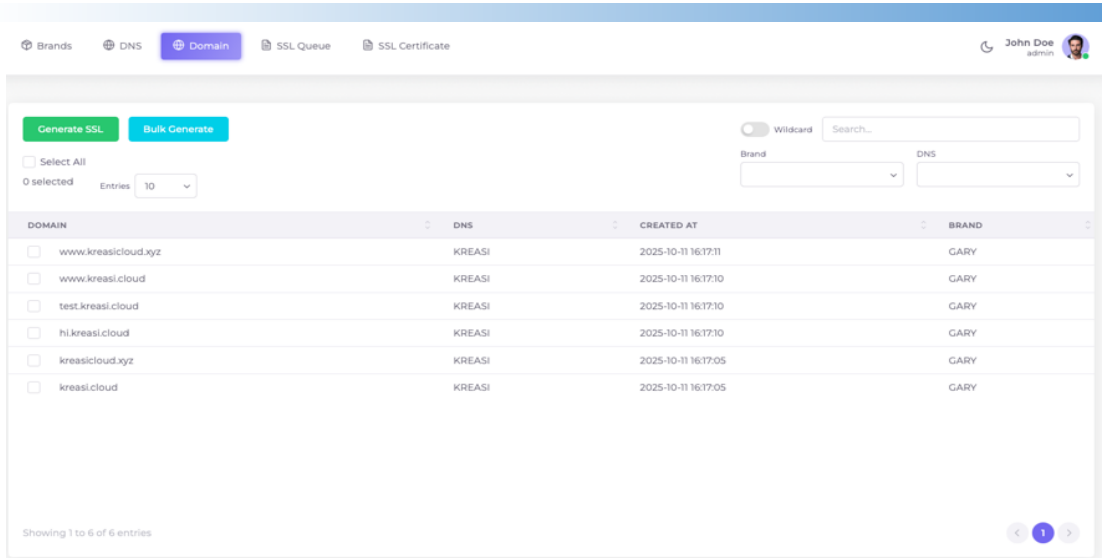 Brands DNS Domain SSL Queue SSL Certificate John Doe
admin
Generate SSL Bulk Generate Wildcard Search...
Select All Brand DNS
0 selected Entries 10
DOMAIN DNS CREATED AT BRAND
www.kreasicloud.xyz KREASI 2025-10-11 16:17:11 GARY
www.kreasi.cloud KREASI 2025-10-11 16:17:10 GARY
test.kreasi.cloud KREASI 2025-10-11 16:17:10 GARY
hi.kreasi.cloud KREASI 2025-10-11 16:17:10 GARY
kreasicloud.xyz KREASI 2025-10-11 16:17:05 GARY
kreasi.cloud KREASI 2025-10-11 16:17:05 GARY
Showing 1 to 6 of 6 entries 1